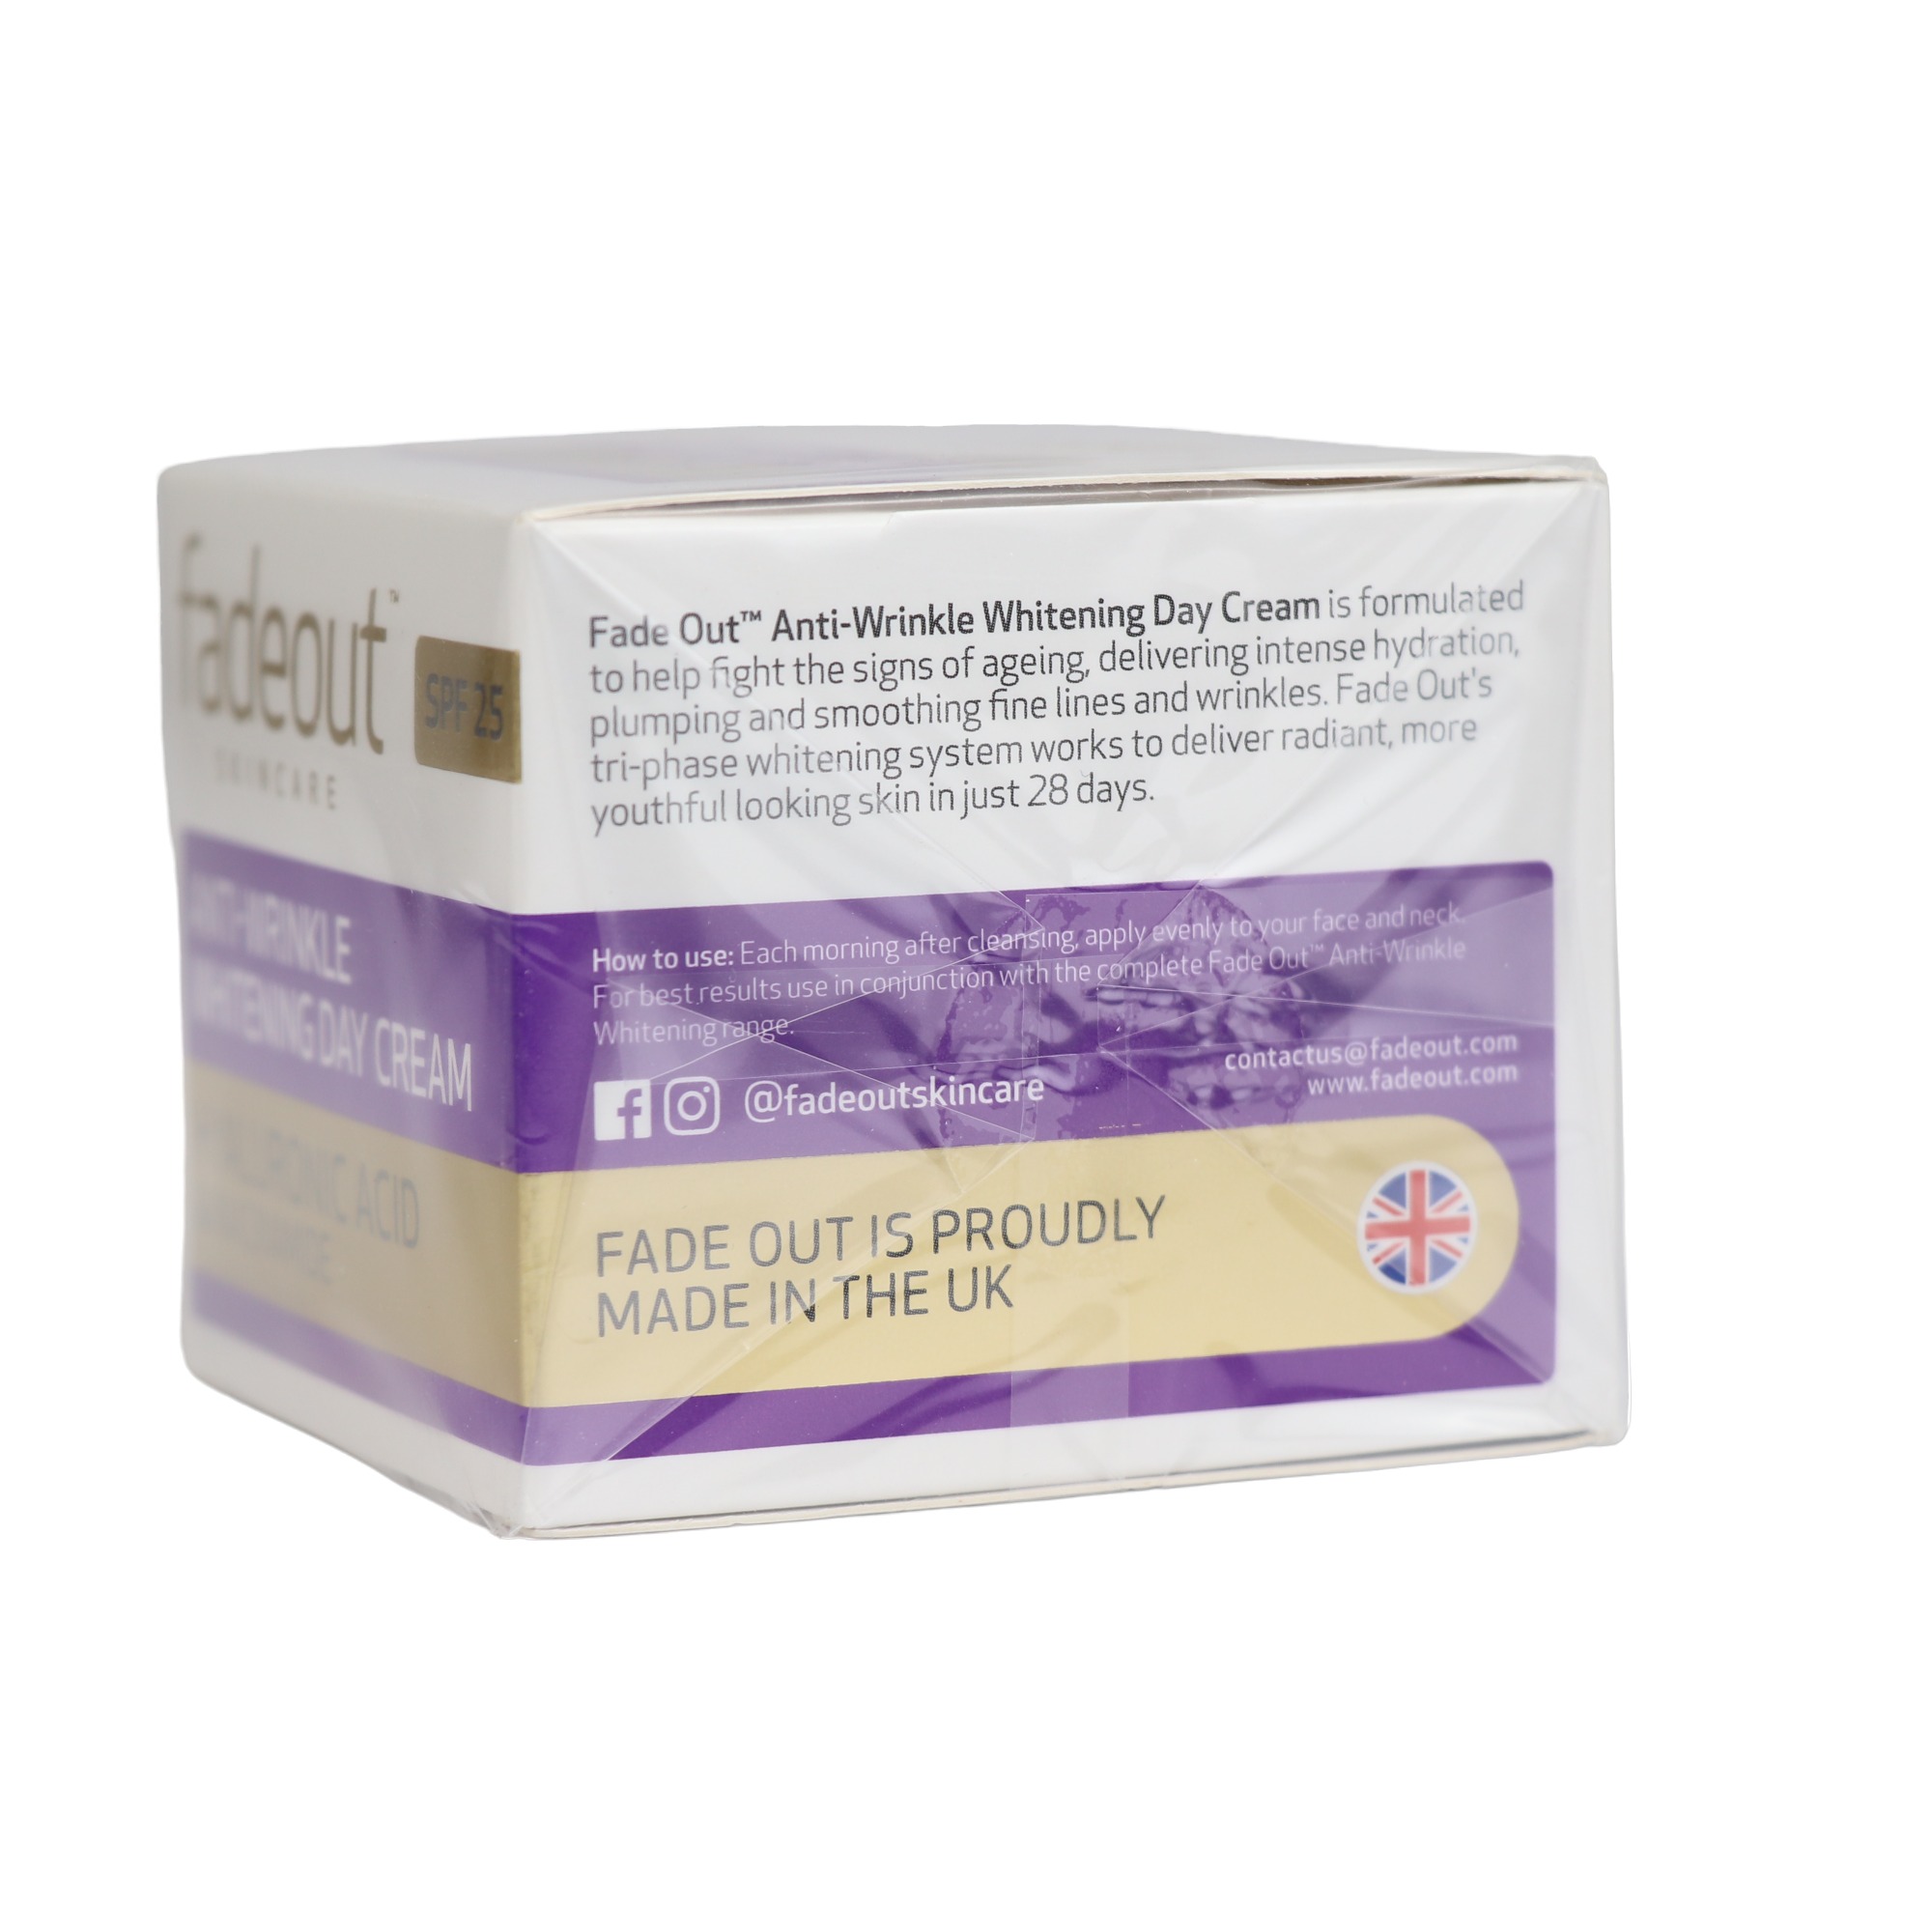 fadeout™
SKINCARE
SPF 25
ANTI-WRINKLE
WHITENING DAY CREAM
ACID
Fade Out™ Anti-Wrinkle Whitening Day Cream is formulated
to help fight the signs of ageing, delivering intense hydration,
plumping and smoothing fine lines and wrinkles. Fade Out's
tri-phase whitening system works to deliver radiant, more
youthful looking skin in just 28 days.
How to use: Each morning after cleansing, apply evenly to your face and neck.
For best results use in conjunction with the complete Fade Out™ Anti-Wrinkle
Whitening range.
contactus@fadeout.com
www.fadeout.com
@fadeoutskincare
FADE OUT IS PROUDLY
MADE IN THE UK